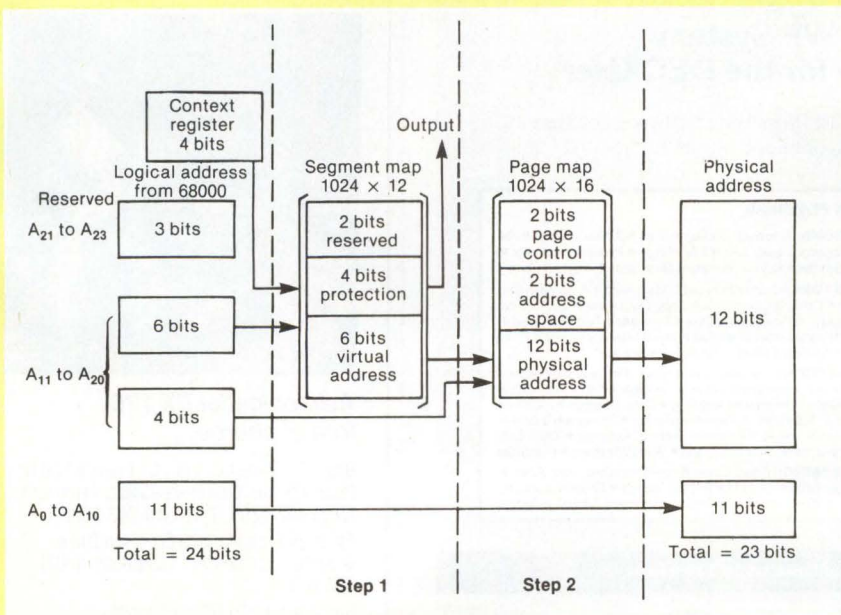 Context
register
4 bits
Logical address
from 68000
Reserved
A₂₁ to A₂₃
3 bits
6 bits
A₁₁ to A₂₀
4 bits
A₀ to A₁₀
11 bits
Total = 24 bits
Output
Segment map
1024 × 12
2 bits
reserved
4 bits
protection
6 bits
virtual
address
Step 1
Page map
1024 × 16
2 bits
page
control
2 bits
address
space
12 bits
physical
address
Step 2
Physical
address
12 bits
11 bits
Total = 23 bits